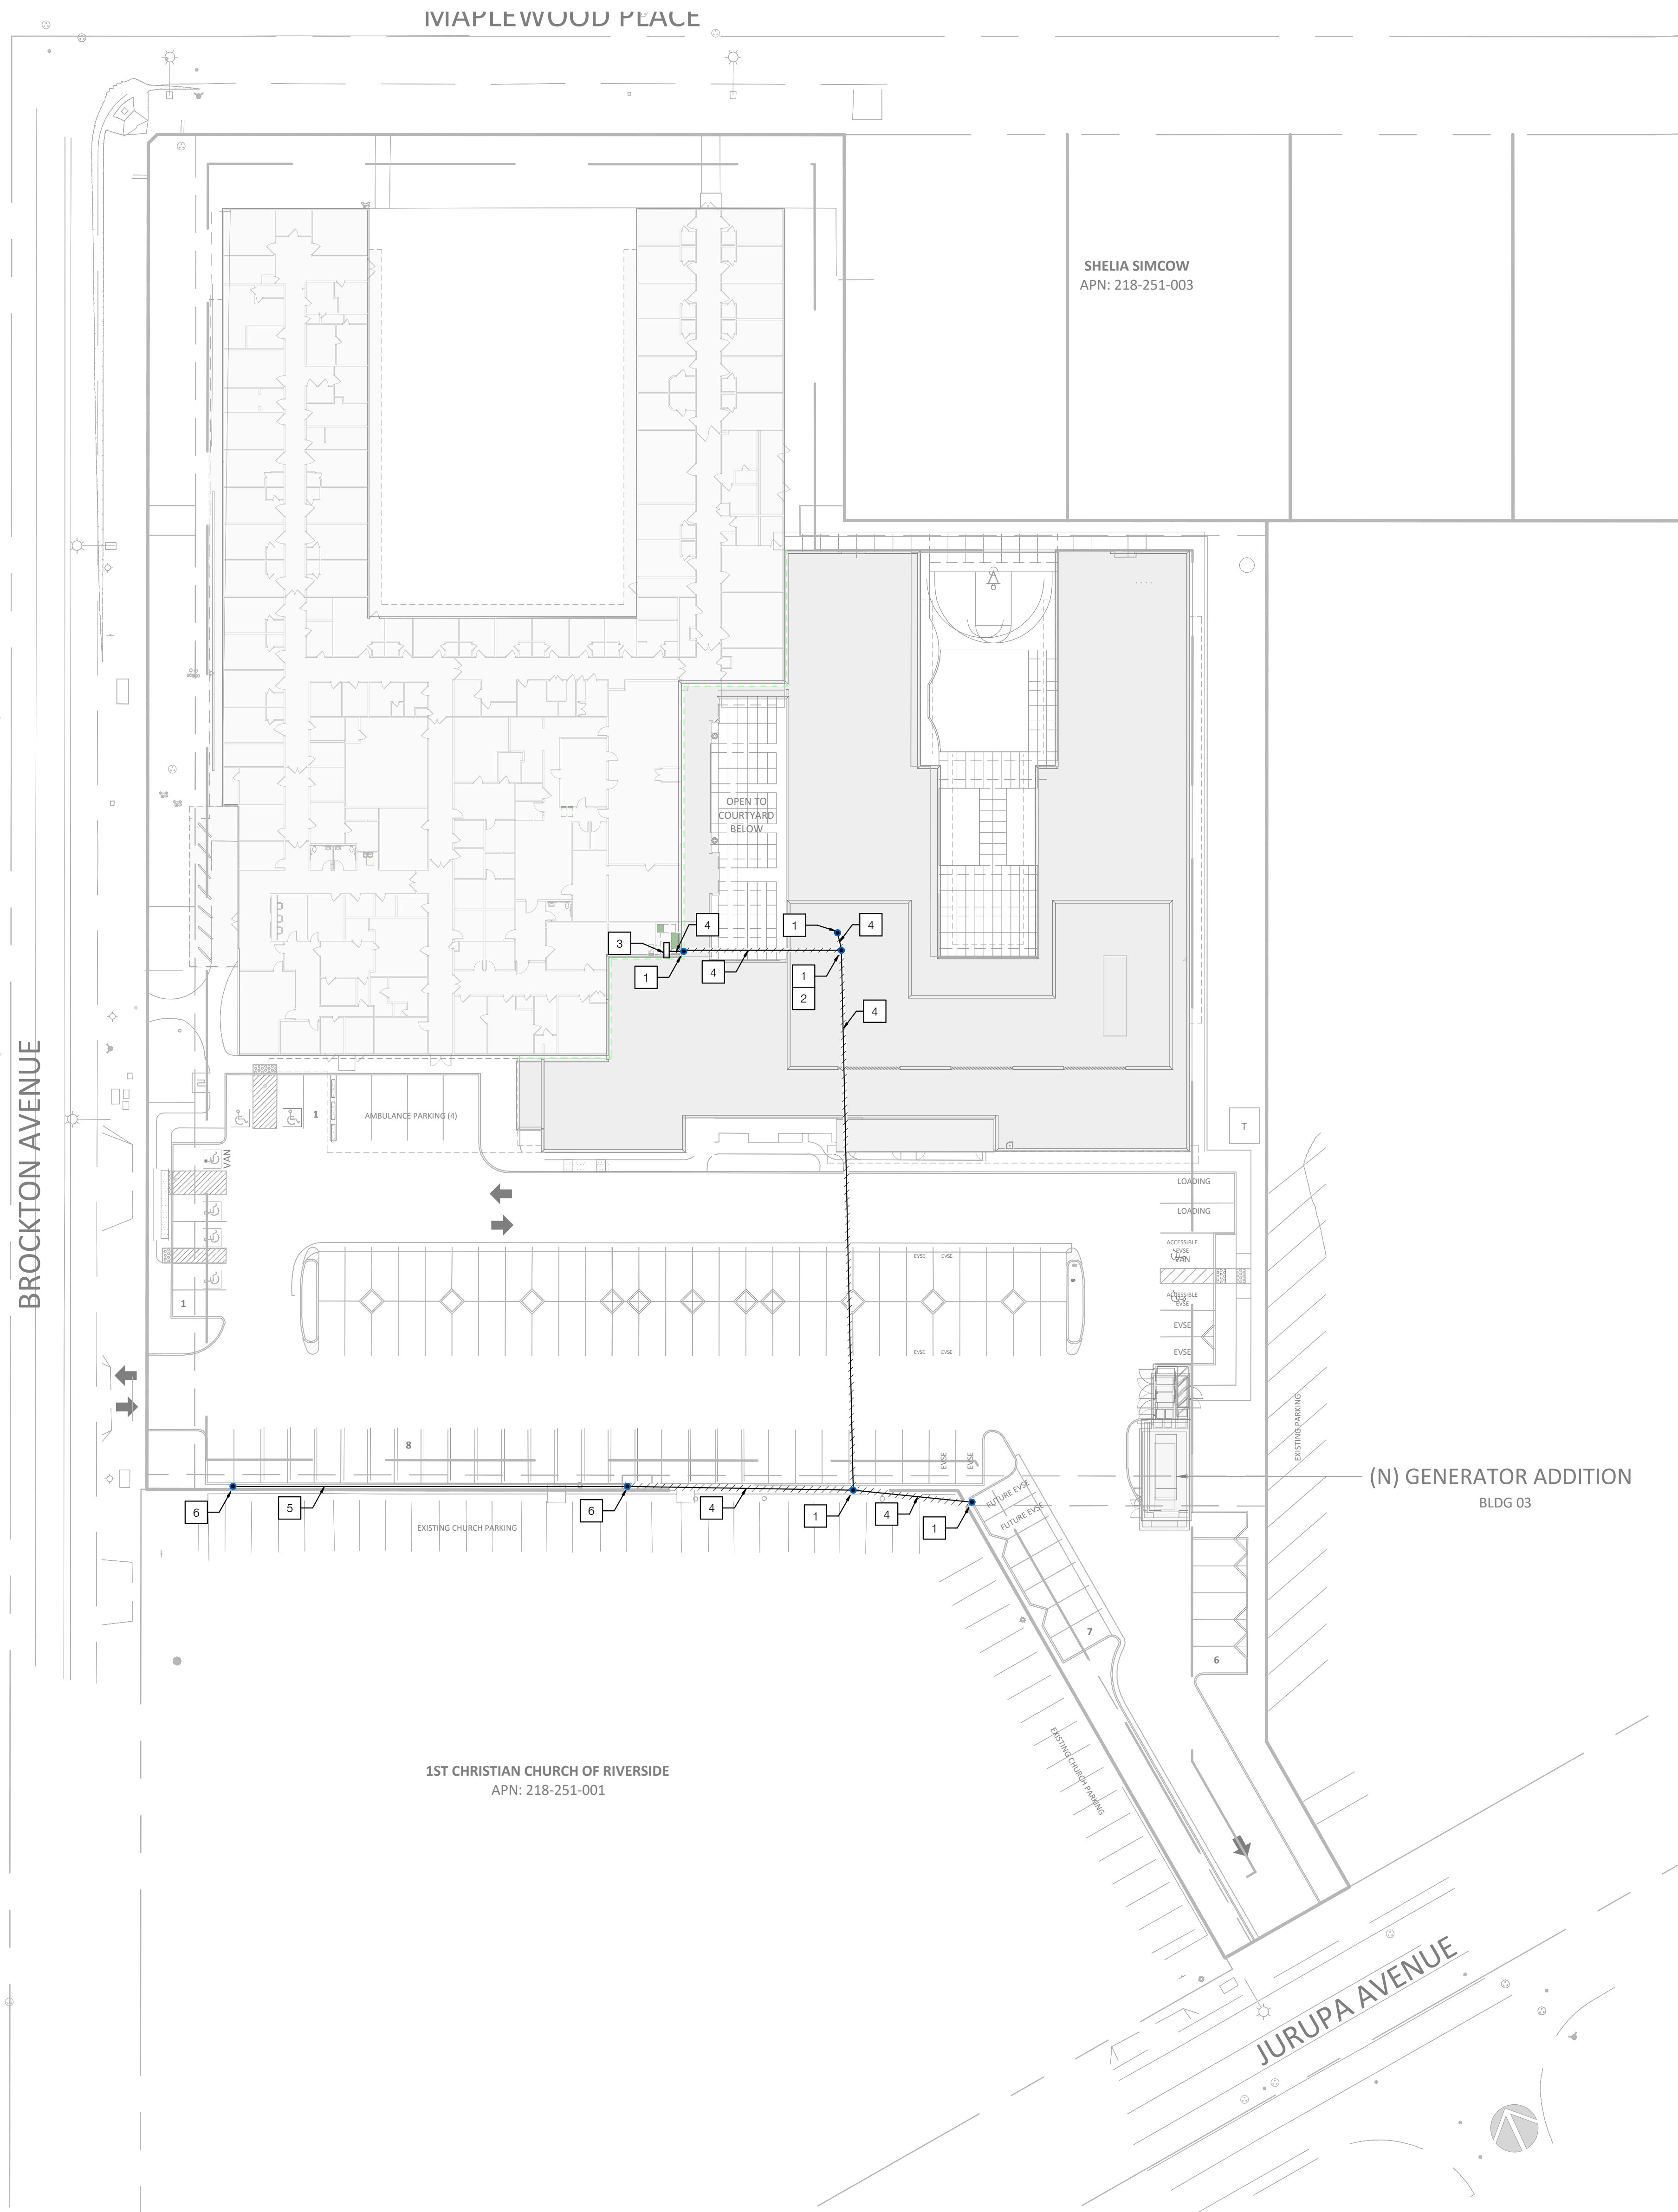 MAPLEWOOD PLACE
SHELIA SIMCOW
APN: 218-251-003
OPEN TO
COURTYARD
BELOW
4
1
4
3
1
4
1
2
4
BROCKTON AVENUE
1
AMBULANCE PARKING (4)
T
VAN
LOADING
LOADING
ACCESSIBLE
EVSE
VAN
EVSE
EVSE
ACCESSIBLE
EVSE
1
EVSE
EVSE
EVSE
EVSE
EXISTING PARKING
8
EVSE
EVSE
(N) GENERATOR ADDITION
BLDG 03
FUTURE EVSE
FUTURE EVSE
6
5
6
4
1
4
1
EXISTING CHURCH PARKING
7
6
EXISTING CHURCH PARKING
1ST CHRISTIAN CHURCH OF RIVERSIDE
APN: 218-251-001
JURUPA AVENUE